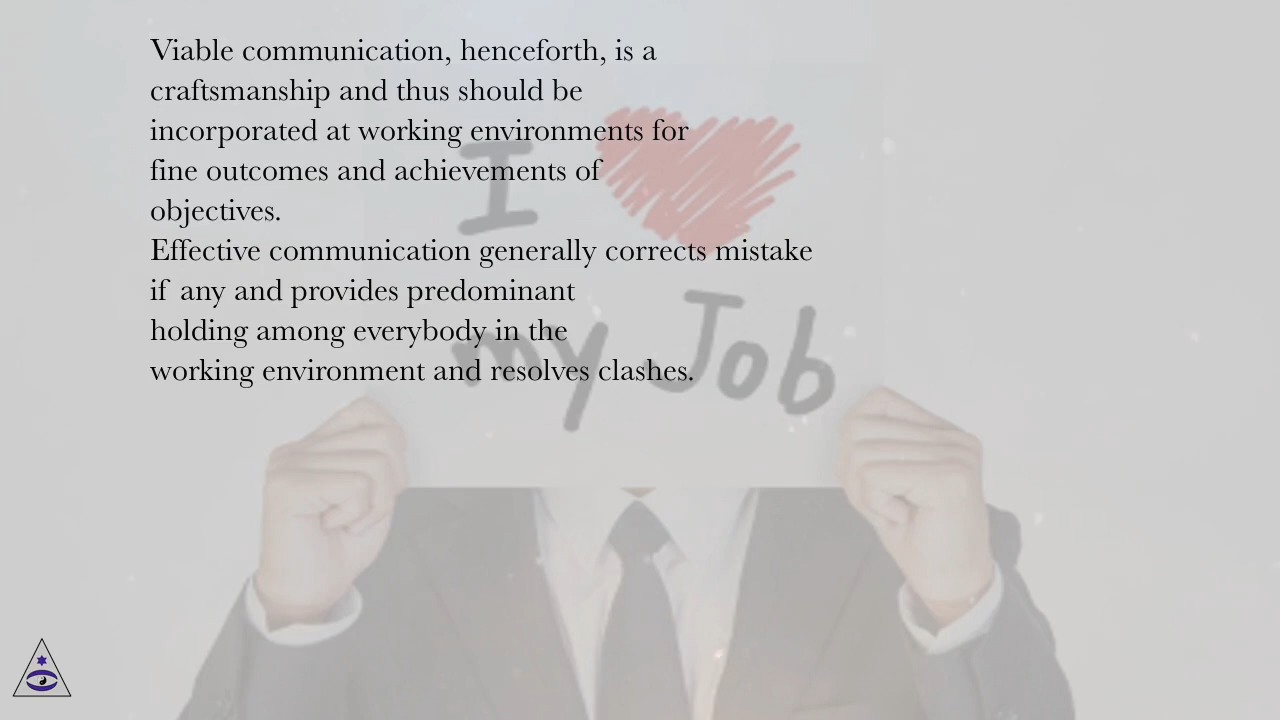 Viable communication, henceforth, is a
craftsmanship and thus should be
incorporated at working environments for
fine outcomes and achievements of
objectives.
Effective communication generally corrects mistake
if any and provides predominant
holding among everybody in the
working environment and resolves clashes.
I
my Job